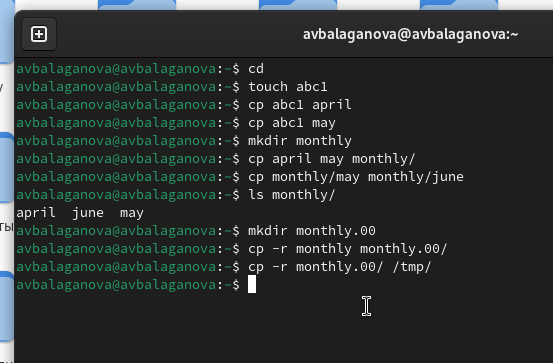 avbalaganova@avbalaganova:~
avbalaganova@avbalaganova:~$ cd
avbalaganova@avbalaganova:~$ touch abc1
avbalaganova@avbalaganova:~$ cp abc1 april
avbalaganova@avbalaganova:~$ cp abc1 may
avbalaganova@avbalaganova:~$ mkdir monthly
avbalaganova@avbalaganova:~$ cp april may monthly/
avbalaganova@avbalaganova:~$ cp monthly/may monthly/june
avbalaganova@avbalaganova:~$ ls monthly/
april  june  may
avbalaganova@avbalaganova:~$ mkdir monthly.00
avbalaganova@avbalaganova:~$ cp -r monthly monthly.00/
avbalaganova@avbalaganova:~$ cp -r monthly.00/ /tmp/
avbalaganova@avbalaganova:~$